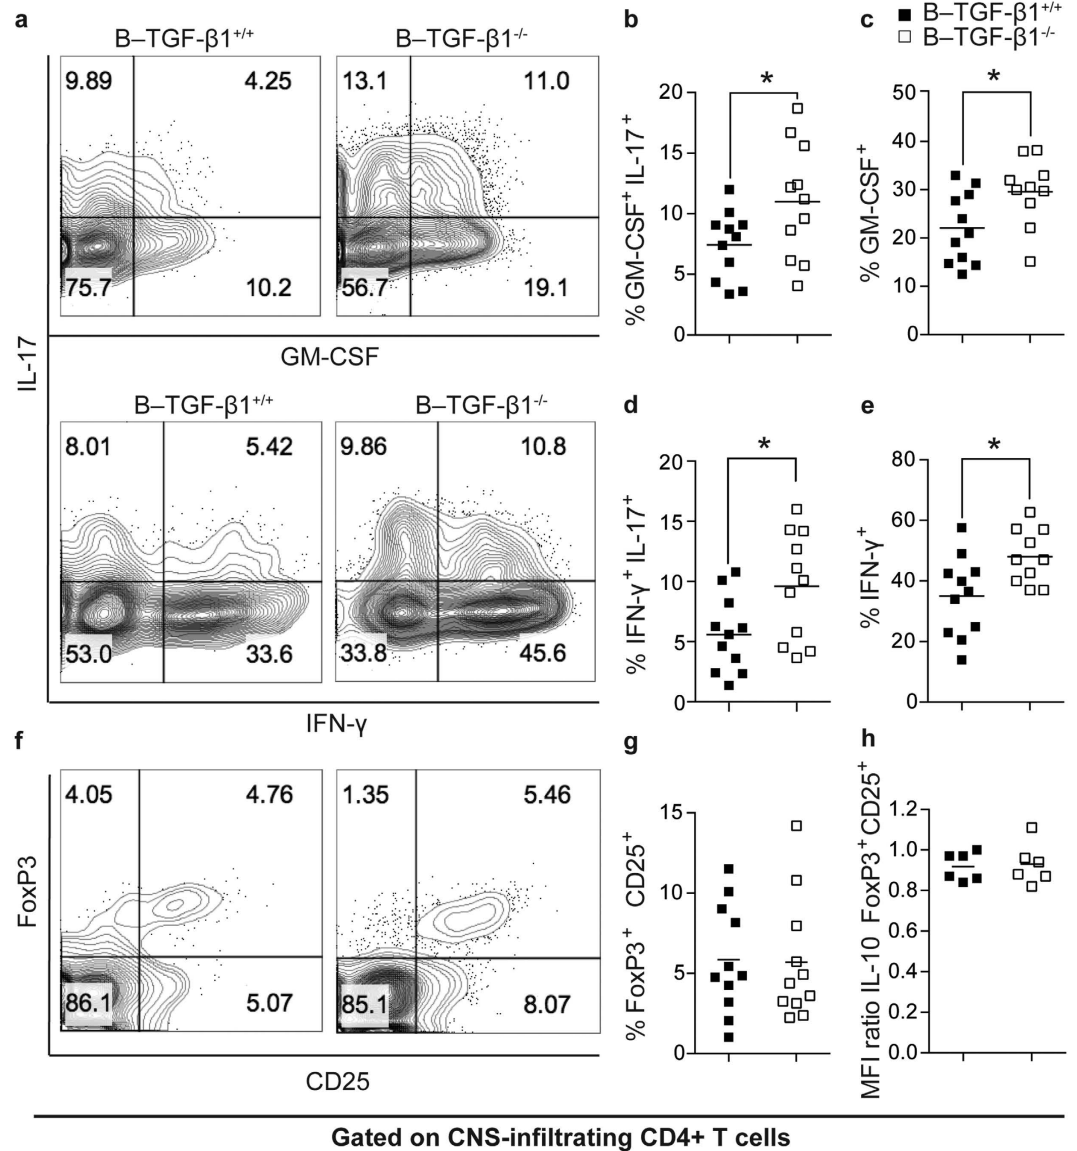 a
B–TGF-β1+/+
B–TGF-β1-/-
9.89
4.25
75.7
10.2
13.1
11.0
56.7
19.1
IL-17
GM-CSF
B–TGF-β1+/+
B–TGF-β1-/-
8.01
5.42
53.0
33.6
9.86
10.8
33.8
45.6
IFN-γ
b
% GM-CSF+ IL-17+
20
15
10
5
0
*
c
B–TGF-β1+/+
B–TGF-β1-/-
% GM-CSF+
50
40
30
20
10
0
*
d
% IFN-γ+ IL-17+
20
15
10
5
0
*
e
% IFN-γ+
80
60
40
20
0
*
f
FoxP3
4.05
4.76
86.1
5.07
1.35
5.46
85.1
8.07
CD25
g
% FoxP3+ CD25+
15
10
5
0
h
MFI ratio IL-10 FoxP3+CD25+
1.2
1.0
0.8
0.6
0.4
0.2
0.0
Gated on CNS-infiltrating CD4+ T cells